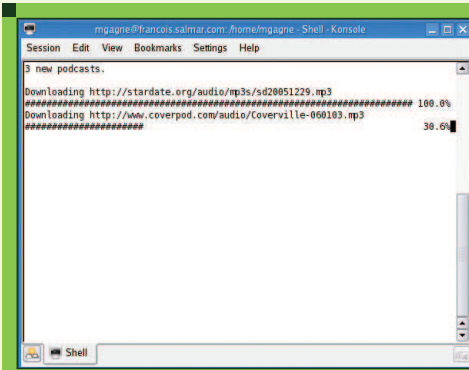 mgagne@francois.salmar.com: /home/mgagne - Shell - Konsole
Session Edit View Bookmarks Settings Help
3 new podcasts.
Downloading http://stardate.org/audio/mp3s/sd20051229.mp3
######################################################################## 100.0%
Downloading http://www.coverpod.com/audio/Coverville-060103.mp3
###################### 30.6%
Shell